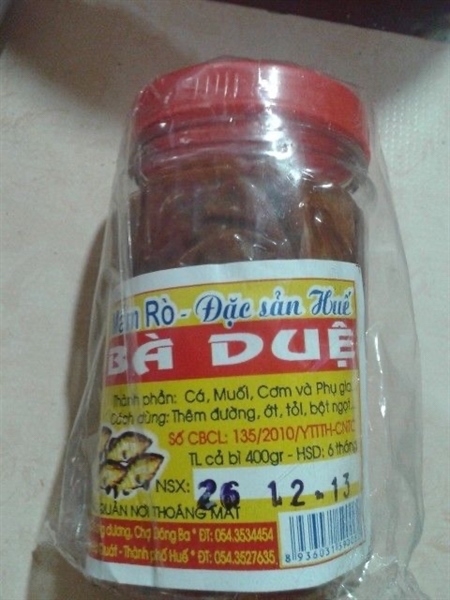 Mắm Rò - Đặc sản Huế
BÀ DUỆ
Thành phần: Cá, Muối, Cơm và Phụ gia
Cách dùng: Thêm đường, ớt, tỏi, bột ngọt...
Số CBCL: 135/2010/YTTTH-CNTC
TL cả bì 400gr - HSD: 6 tháng
NSX: 26 12 - 13
QUẢN NƠI THOÁNG MÁT
dương, Chợ Đông Ba * ĐT: 054.3534454
Quát - Thành phố Huế * ĐT: 054.3527635